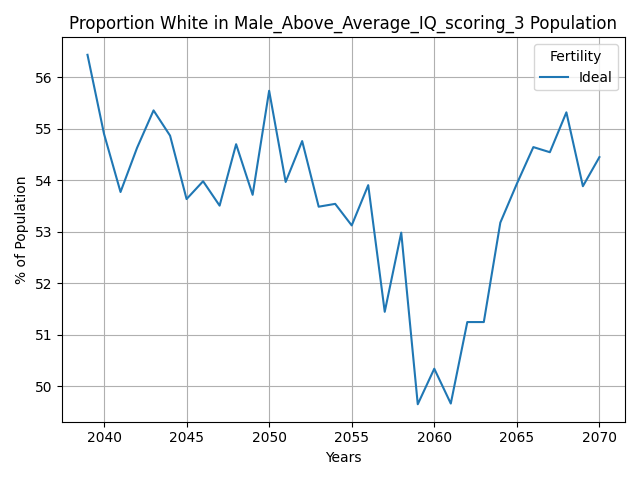 Proportion White in Male_Above_Average_IQ_scoring_3 Population
Fertility
Ideal
% of Population
56
55
54
53
52
51
50
2040 2045 2050 2055 2060 2065 2070
Years